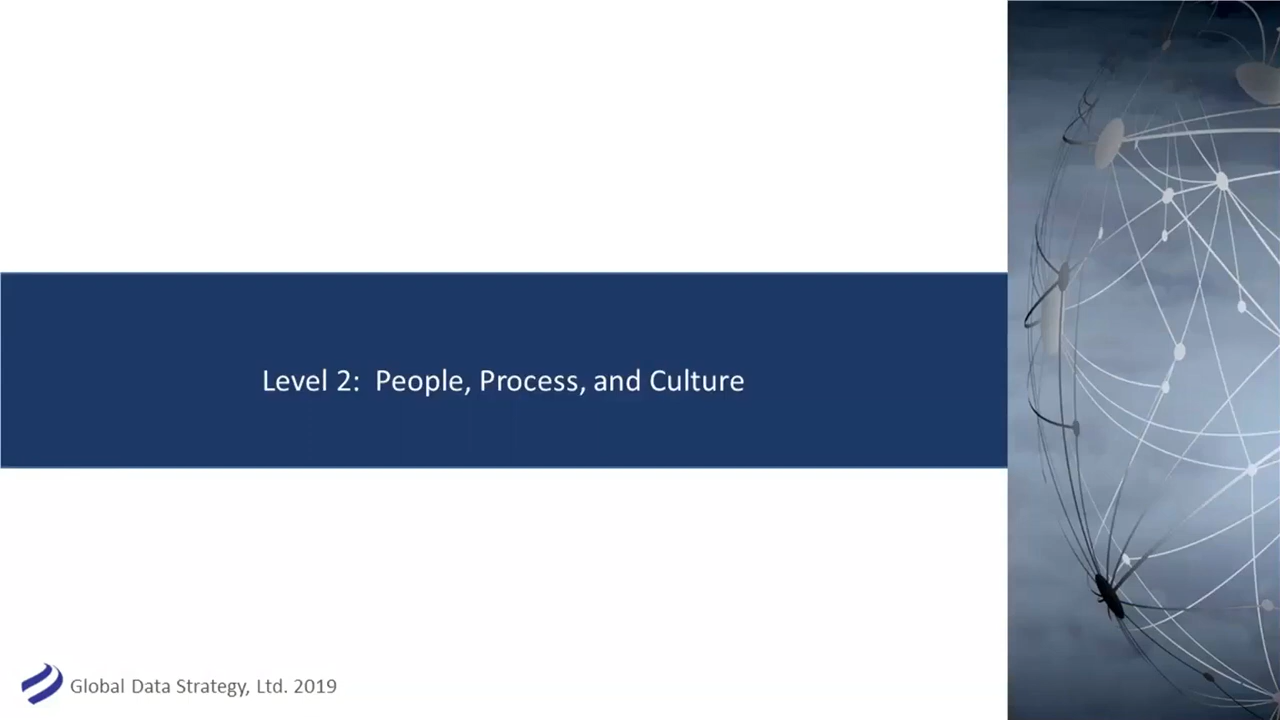 Level 2:  People, Process, and Culture
Global Data Strategy, Ltd. 2019